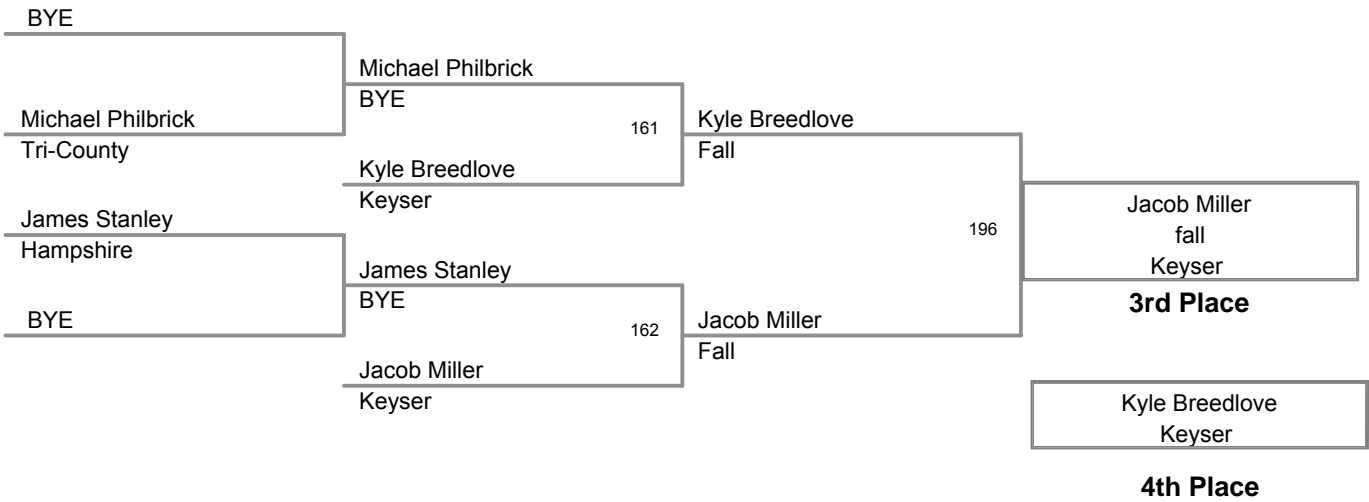 BYE
Michael Philbrick
BYE
Michael Philbrick
Tri-County
161
Kyle Breedlove
Fall
Kyle Breedlove
Keyser
James Stanley
Hampshire
196
Jacob Miller
fall
Keyser
3rd Place
James Stanley
BYE
BYE
162
Jacob Miller
Fall
Jacob Miller
Keyser
Kyle Breedlove
Keyser
4th Place